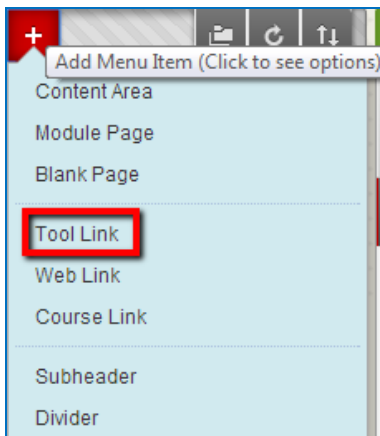 +
Add Menu Item (Click to see options)
Content Area
Module Page
Blank Page
Tool Link
Web Link
Course Link
Subheader
Divider